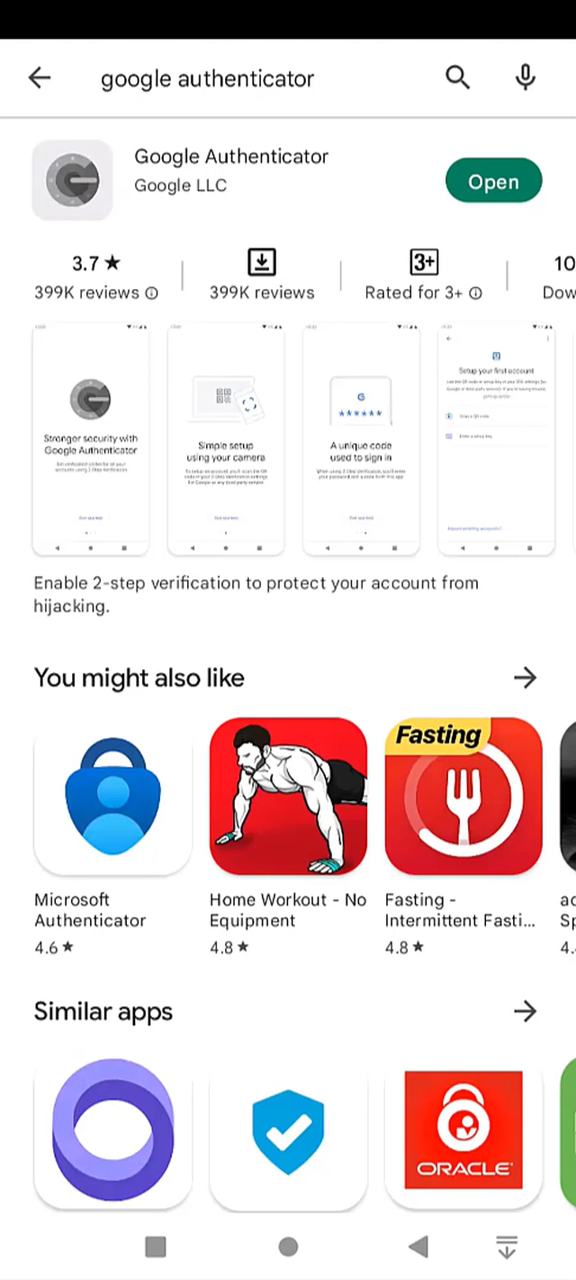 google authenticator
Google Authenticator
Google LLC
Open
3.7 ★
399K reviews
399K reviews
3+
Rated for 3+
10
Dow
Stronger security with
Google Authenticator
Simple setup
using your camera
A unique code
used to sign in
Setup your first account
Enable 2-step verification to protect your account from
hijacking.
You might also like
Fasting
Microsoft
Authenticator
4.6 ★
Home Workout - No
Equipment
4.8 ★
Fasting -
Intermittent Fasti...
4.8 ★
ac
Sp
4.
Similar apps
ORACLE